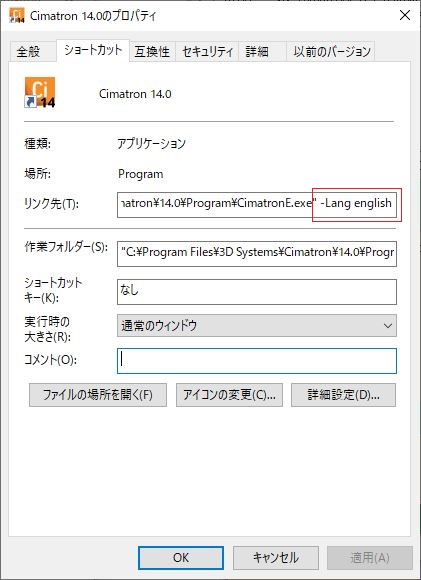 Cimatron 14.0のプロパティ
全般 ショートカット 互換性 セキュリティ 詳細 以前のバージョン
Ci
14
Cimatron 14.0
種類: アプリケーション
場所: Program
リンク先(T): ımatron¥14.0¥Program¥CimatronE.exe" -Lang english
作業フォルダー(S): "C:¥Program Files¥3D Systems¥Cimatron¥14.0¥Progr
ショートカット
キー(K): なし
実行時の
大きさ(R): 通常のウィンドウ
コメント(O):
ファイルの場所を開く(F) アイコンの変更(C)... 詳細設定(D)...
OK キャンセル 適用(A)